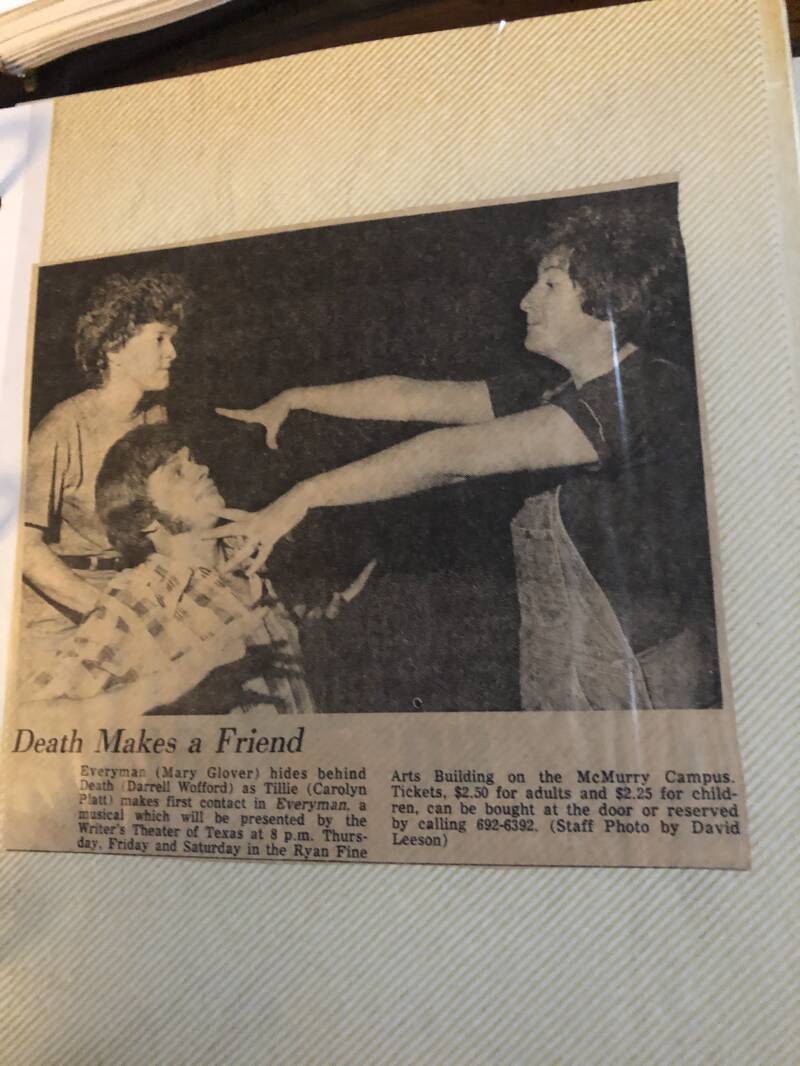 Death Makes a Friend
Everyman (Mary Glover) hides behind
Death (Darrell Wofford) as Tillie (Carolyn
Platt) makes first contact in Everyman, a
musical which will be presented by the
Writer's Theater of Texas at 8 p.m. Thurs-
day, Friday and Saturday in the Ryan Fine
Arts Building on the McMurry Campus.
Tickets, $2.50 for adults and $2.25 for child-
ren, can be bought at the door or reserved
by calling 692-6392. (Staff Photo by David
Leeson)